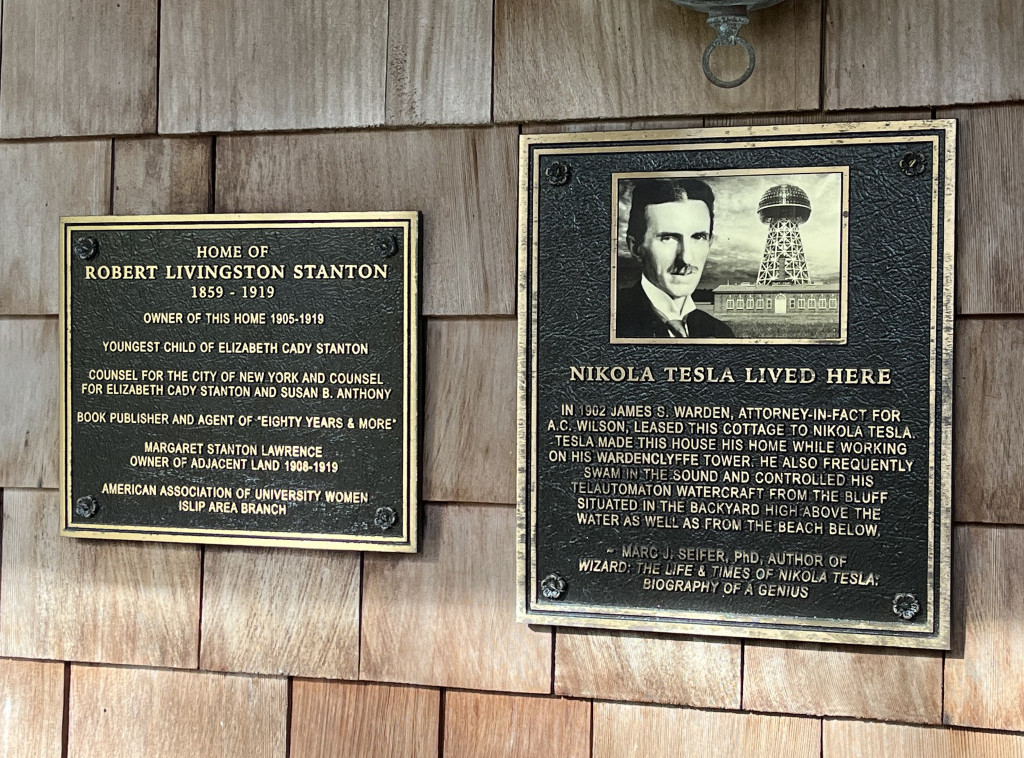 HOME OF
ROBERT LIVINGSTON STANTON
1859 - 1919
OWNER OF THIS HOME 1905-1919
YOUNGEST CHILD OF ELIZABETH CADY STANTON
COUNSEL FOR THE CITY OF NEW YORK AND COUNSEL
FOR ELIZABETH CADY STANTON AND SUSAN B. ANTHONY
BOOK PUBLISHER AND AGENT OF "EIGHTY YEARS & MORE"
MARGARET STANTON LAWRENCE
OWNER OF ADJACENT LAND 1908-1919
AMERICAN ASSOCIATION OF UNIVERSITY WOMEN
ISLIP AREA BRANCH
NIKOLA TESLA LIVED HERE
IN 1902 JAMES S. WARDEN, ATTORNEY-IN-FACT FOR
A.C. WILSON, LEASED THIS COTTAGE TO NIKOLA TESLA.
TESLA MADE THIS HOUSE HIS HOME WHILE WORKING
ON HIS WARDENCLYFFE TOWER. HE ALSO FREQUENTLY
SWAM IN THE SOUND AND CONTROLLED HIS
TELAUTOMATON WATERCRAFT FROM THE BLUFF
SITUATED IN THE BACKYARD HIGH ABOVE THE
WATER AS WELL AS FROM THE BEACH BELOW.
~ MARC J. SEIFER, PhD, AUTHOR OF
WIZARD: THE LIFE & TIMES OF NIKOLA TESLA:
BIOGRAPHY OF A GENIUS